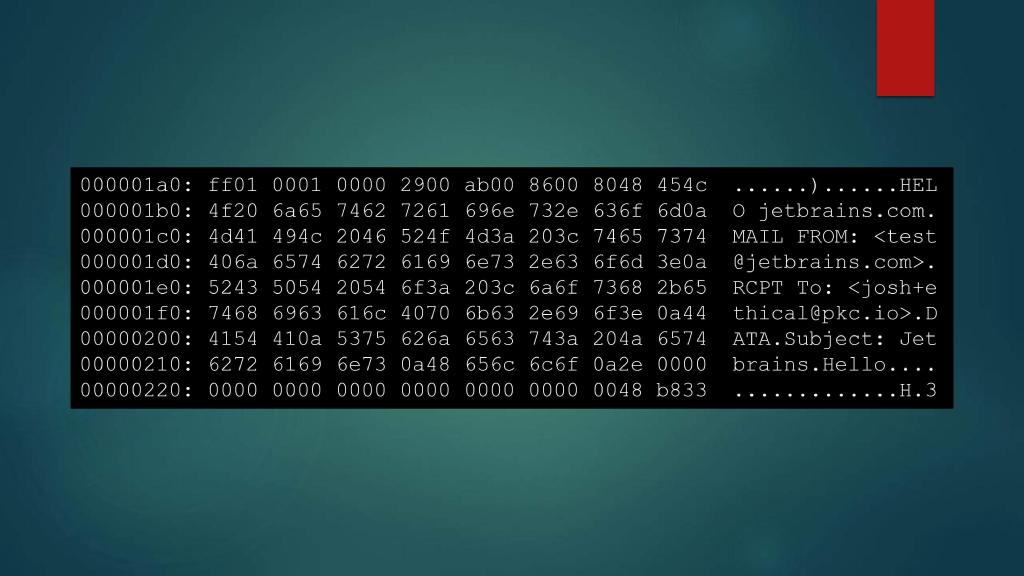 000001a0: ff01 0001 0000 2900 ab00 8600 8048 454c  ......)......HEL
000001b0: 4f20 6a65 7462 7261 696e 732e 636f 6d0a  O jetbrains.com.
000001c0: 4d41 494c 2046 524f 4d3a 203c 7465 7374  MAIL FROM: <test
000001d0: 406a 6574 6272 6169 6e73 2e63 6f6d 3e0a  @jetbrains.com>.
000001e0: 5243 5054 2054 6f3a 203c 6a6f 7368 2b65  RCPT To: <josh+e
000001f0: 7468 6963 616c 4070 6b63 2e69 6f3e 0a44  thical@pkc.io>.D
00000200: 4154 410a 5375 626a 6563 743a 204a 6574  ATA.Subject: Jet
00000210: 6272 6169 6e73 0a48 656c 6c6f 0a2e 0000  brains.Hello....
00000220: 0000 0000 0000 0000 0000 0000 0048 b833  .............H.3